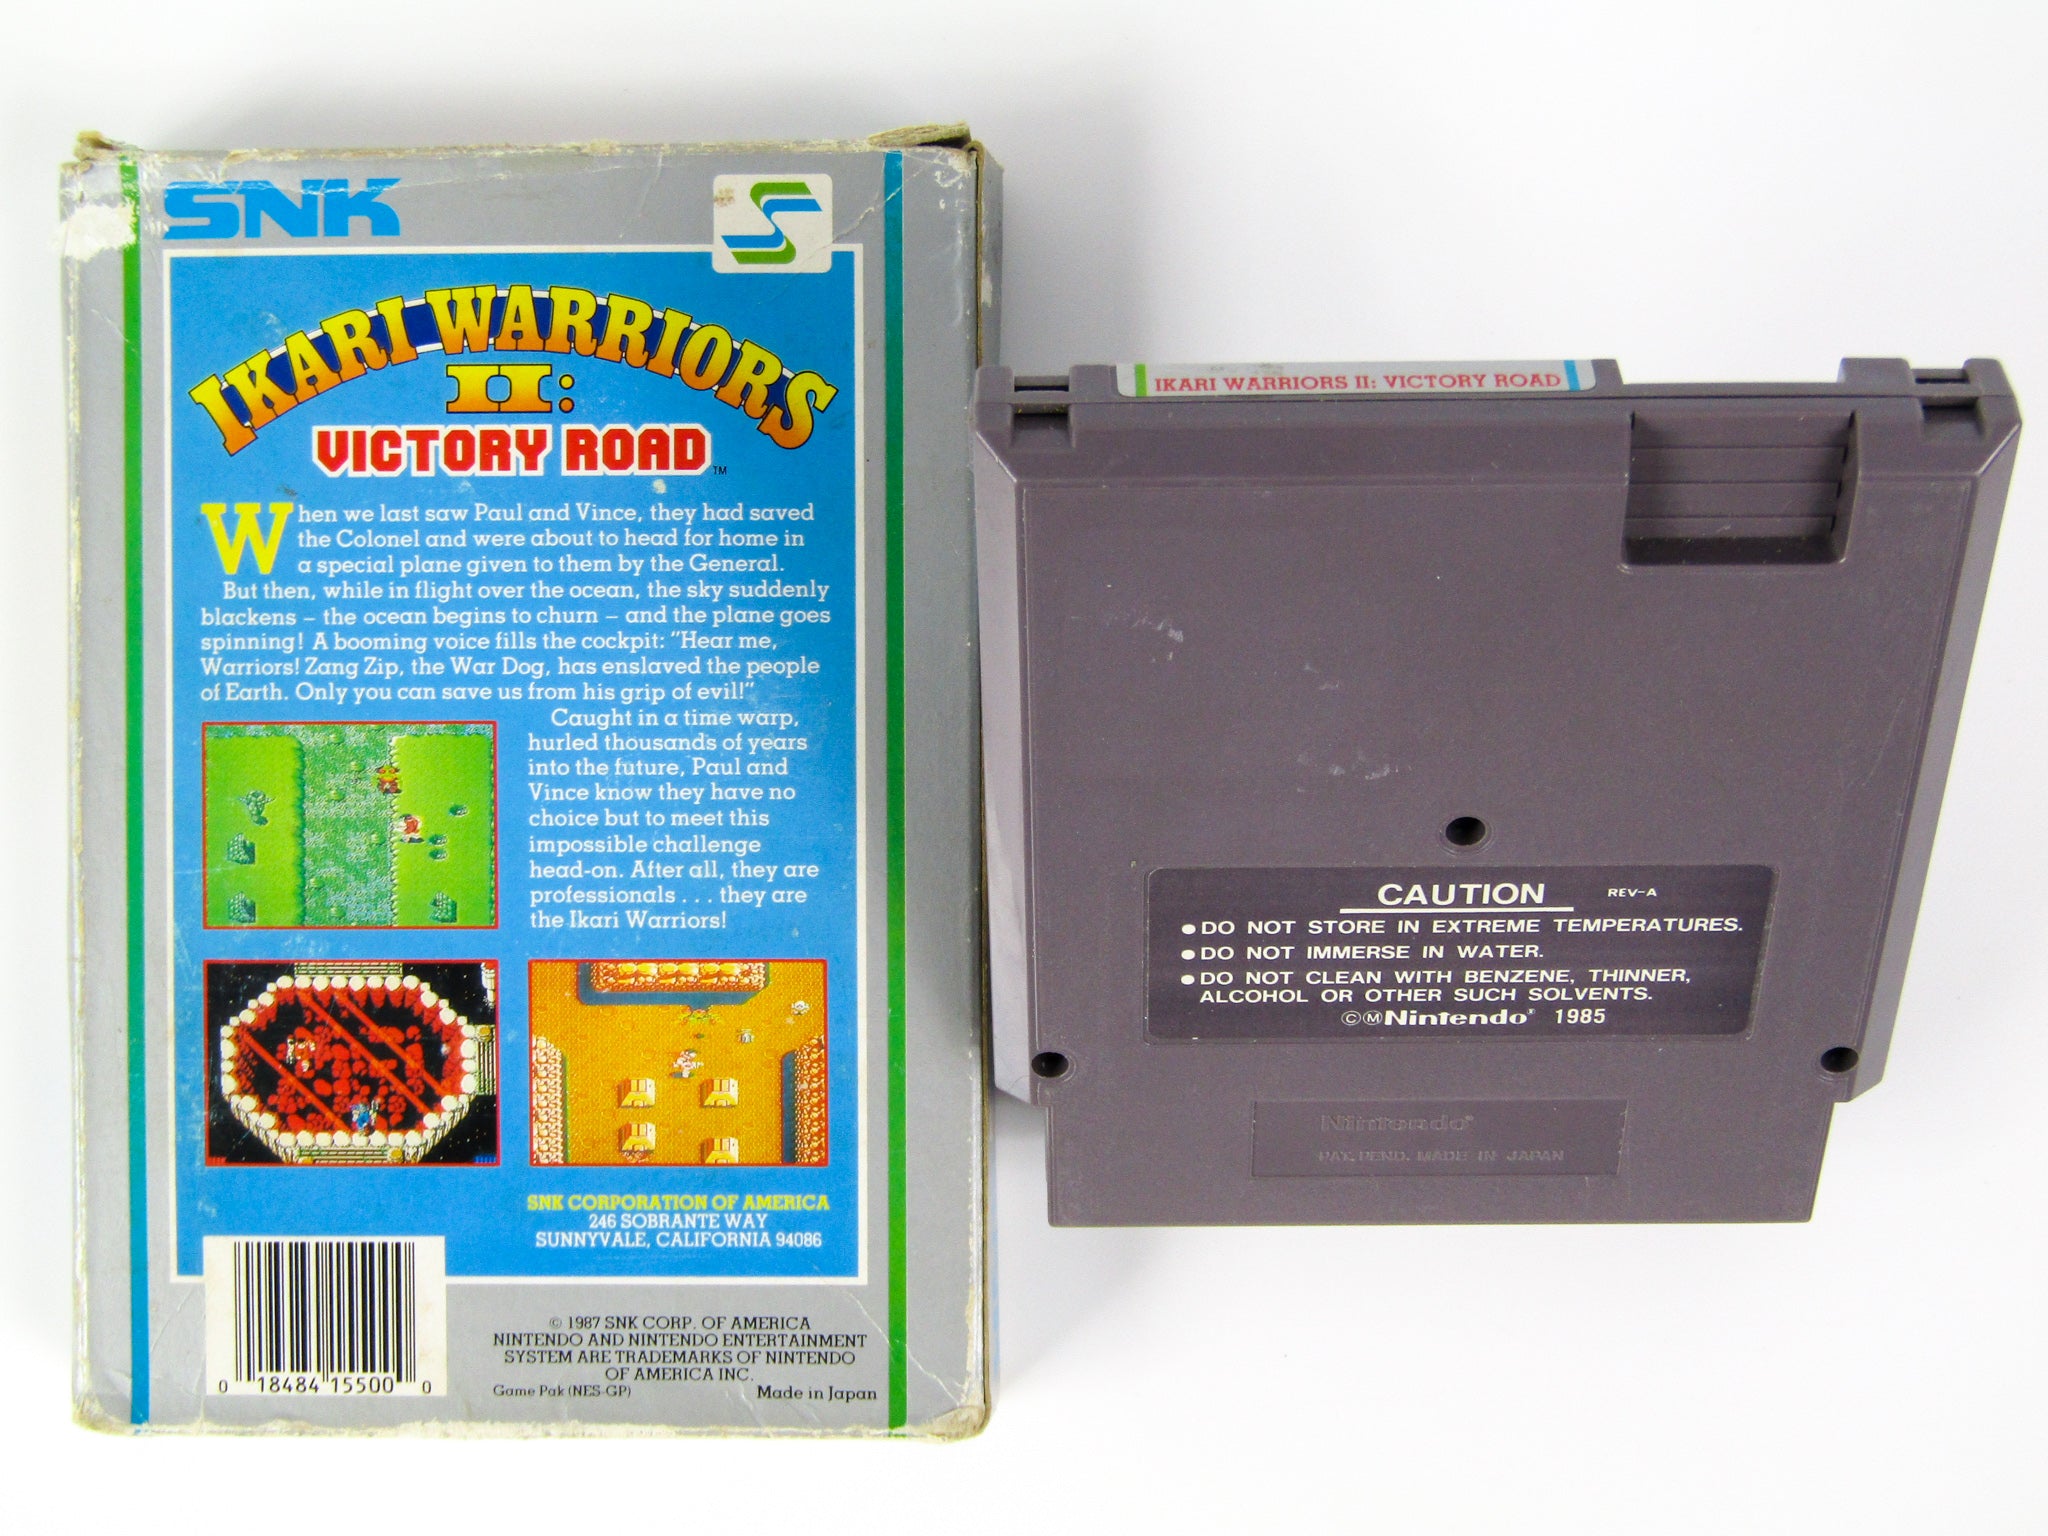 SNK
IKARI WARRIORS
II:
VICTORY ROAD™
When we last saw Paul and Vince, they had saved
the Colonel and were about to head for home in
a special plane given to them by the General.
But then, while in flight over the ocean, the sky suddenly
blackens – the ocean begins to churn – and the plane goes
spinning! A booming voice fills the cockpit: "Hear me,
Warriors! Zang Zip, the War Dog, has enslaved the people
of Earth. Only you can save us from his grip of evil!"
Caught in a time warp,
hurled thousands of years
into the future, Paul and
Vince know they have no
choice but to meet this
impossible challenge
head-on. After all, they are
professionals . . . they are
the Ikari Warriors!
SNK CORPORATION OF AMERICA
246 SOBRANTE WAY
SUNNYVALE, CALIFORNIA 94086
0 18484 15500 0
© 1987 SNK CORP. OF AMERICA
NINTENDO AND NINTENDO ENTERTAINMENT
SYSTEM ARE TRADEMARKS OF NINTENDO
OF AMERICA INC.
Game Pak (NES-GP) Made in Japan
IKARI WARRIORS II: VICTORY ROAD
CAUTION REV-A
●DO NOT STORE IN EXTREME TEMPERATURES.
●DO NOT IMMERSE IN WATER.
●DO NOT CLEAN WITH BENZENE, THINNER,
ALCOHOL OR OTHER SUCH SOLVENTS.
©Ⓜ Nintendo® 1985
Nintendo®
PAT. PEND. MADE IN JAPAN